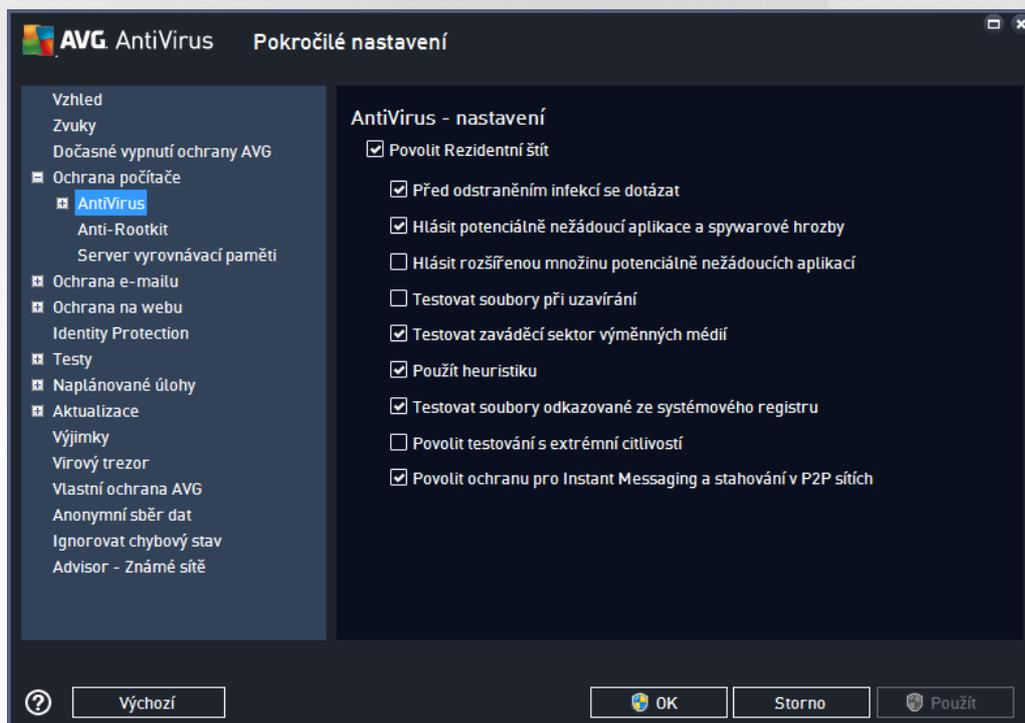 AVG. AntiVirus Pokročilé nastavení
Vzhled
Zvuky
Dočasné vypnutí ochrany AVG
Ochrana počítače
AntiVirus
Anti-Rootkit
Server vyrovnávací paměti
Ochrana e-mailu
Ochrana na webu
Identity Protection
Testy
Naplánované úlohy
Aktualizace
Výjimky
Virový trezor
Vlastní ochrana AVG
Anonymní sběr dat
Ignorovat chybový stav
Advisor - Známé sítě
AntiVirus - nastavení
Povolit Rezidentní štít
Před odstraněním infekcí se dotázat
Hlásit potenciálně nežádoucí aplikace a spywarové hrozby
Hlásit rozšířenou množinu potenciálně nežádoucích aplikací
Testovat soubory při uzavírání
Testovat zaváděcí sektor výměnných médií
Použít heuristiku
Testovat soubory odkazované ze systémového registru
Povolit testování s extrémní citlivostí
Povolit ochranu pro Instant Messaging a stahování v P2P sítích
? Výchozí OK Storno Použít